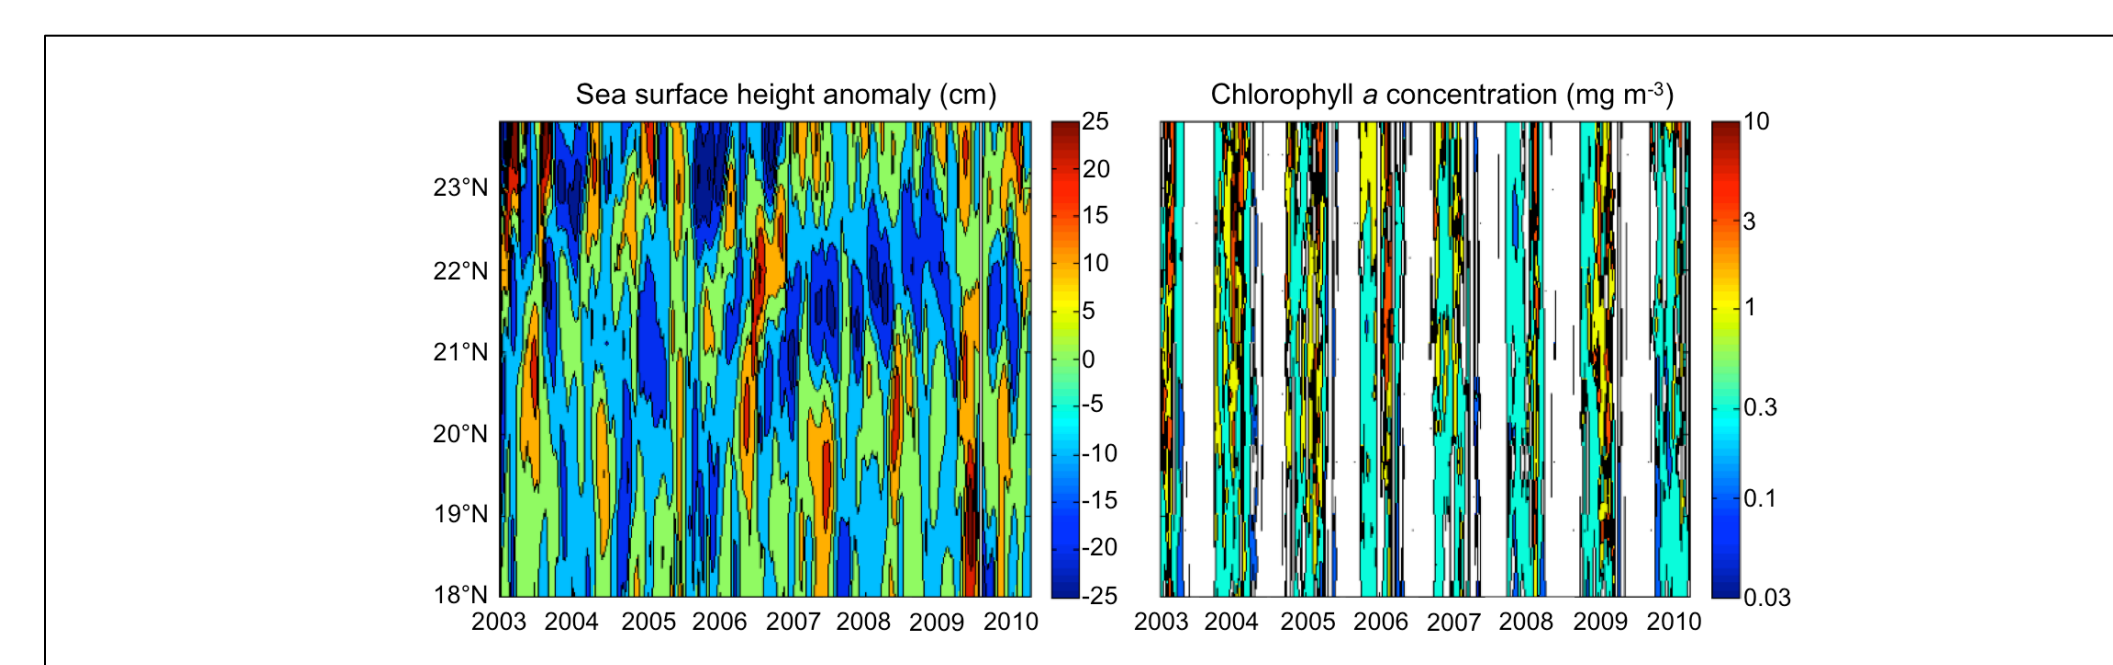 Sea surface height anomaly (cm)
Chlorophyll a concentration (mg m-3)
23°N
22°N
21°N
20°N
19°N
18°N
2003 2004 2005 2006 2007 2008 2009 2010
25
20
15
10
5
0
-5
-10
-15
-20
-25
2003 2004 2005 2006 2007 2008 2009 2010
10
3
1
0.3
0.1
0.03